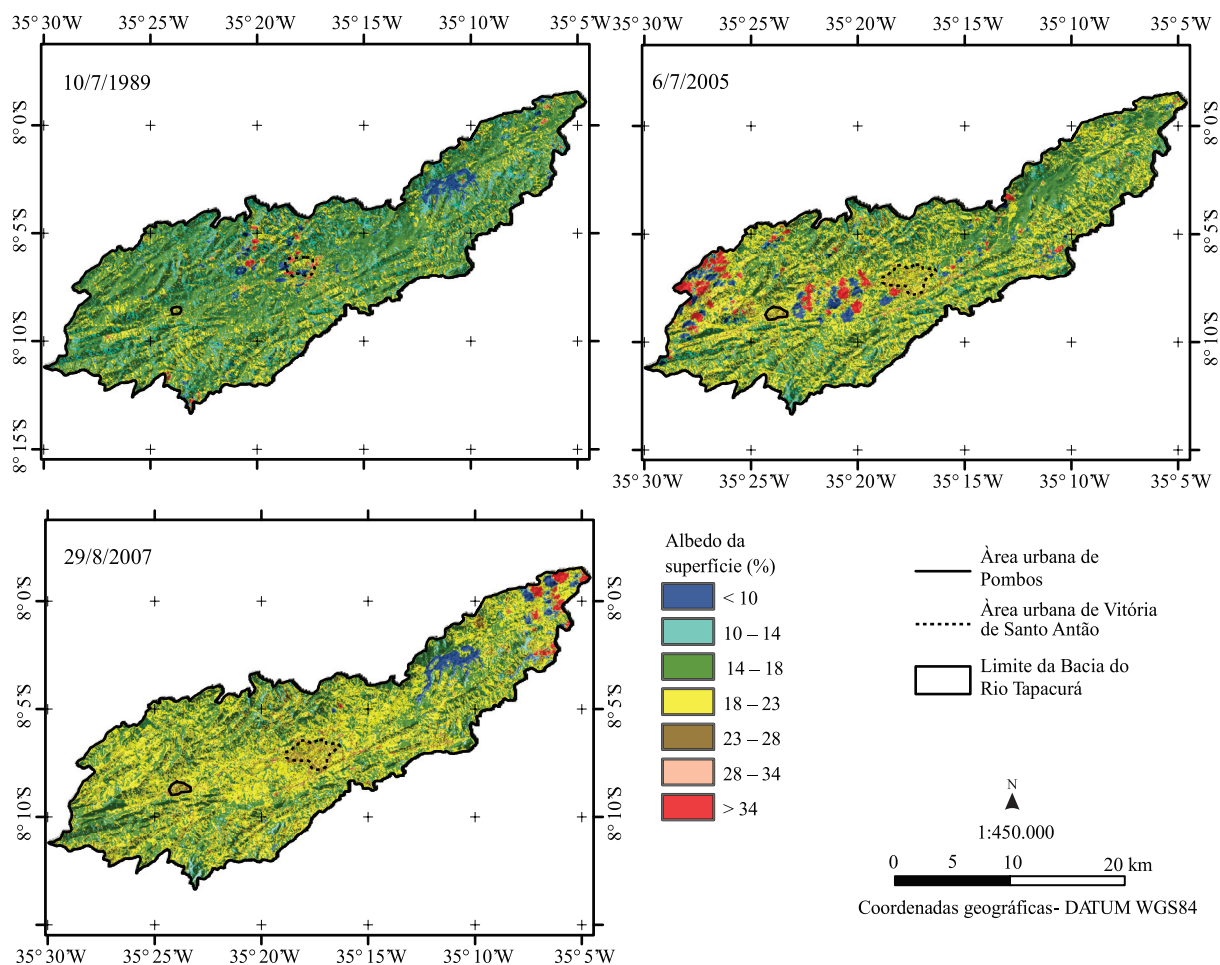 35°30'W 35°25'W 35°20'W 35°15'W 35°10'W 35°5'W
10/7/1989
8°0'S
8°5'S
8°10'S
8°15'S
35°30'W 35°25'W 35°20'W 35°15'W 35°10'W 35°5'W
35°30'W 35°25'W 35°20'W 35°15'W 35°10'W 35°5'W
6/7/2005
8°0'S
8°5'S
8°10'S
35°30'W 35°25'W 35°20'W 35°15'W 35°10'W 35°5'W
29/8/2007
8°0'S
8°5'S
8°10'S
35°30'W 35°25'W 35°20'W 35°15'W 35°10'W 35°5'W
Albedo da
superfície (%)
< 10
10 – 14
14 – 18
18 – 23
23 – 28
28 – 34
> 34
Àrea urbana de
Pombos
Àrea urbana de Vitória
de Santo Antão
Limite da Bacia do
Rio Tapacurá
N
1:450.000
0 5 10 20 km
Coordenadas geográficas- DATUM WGS84